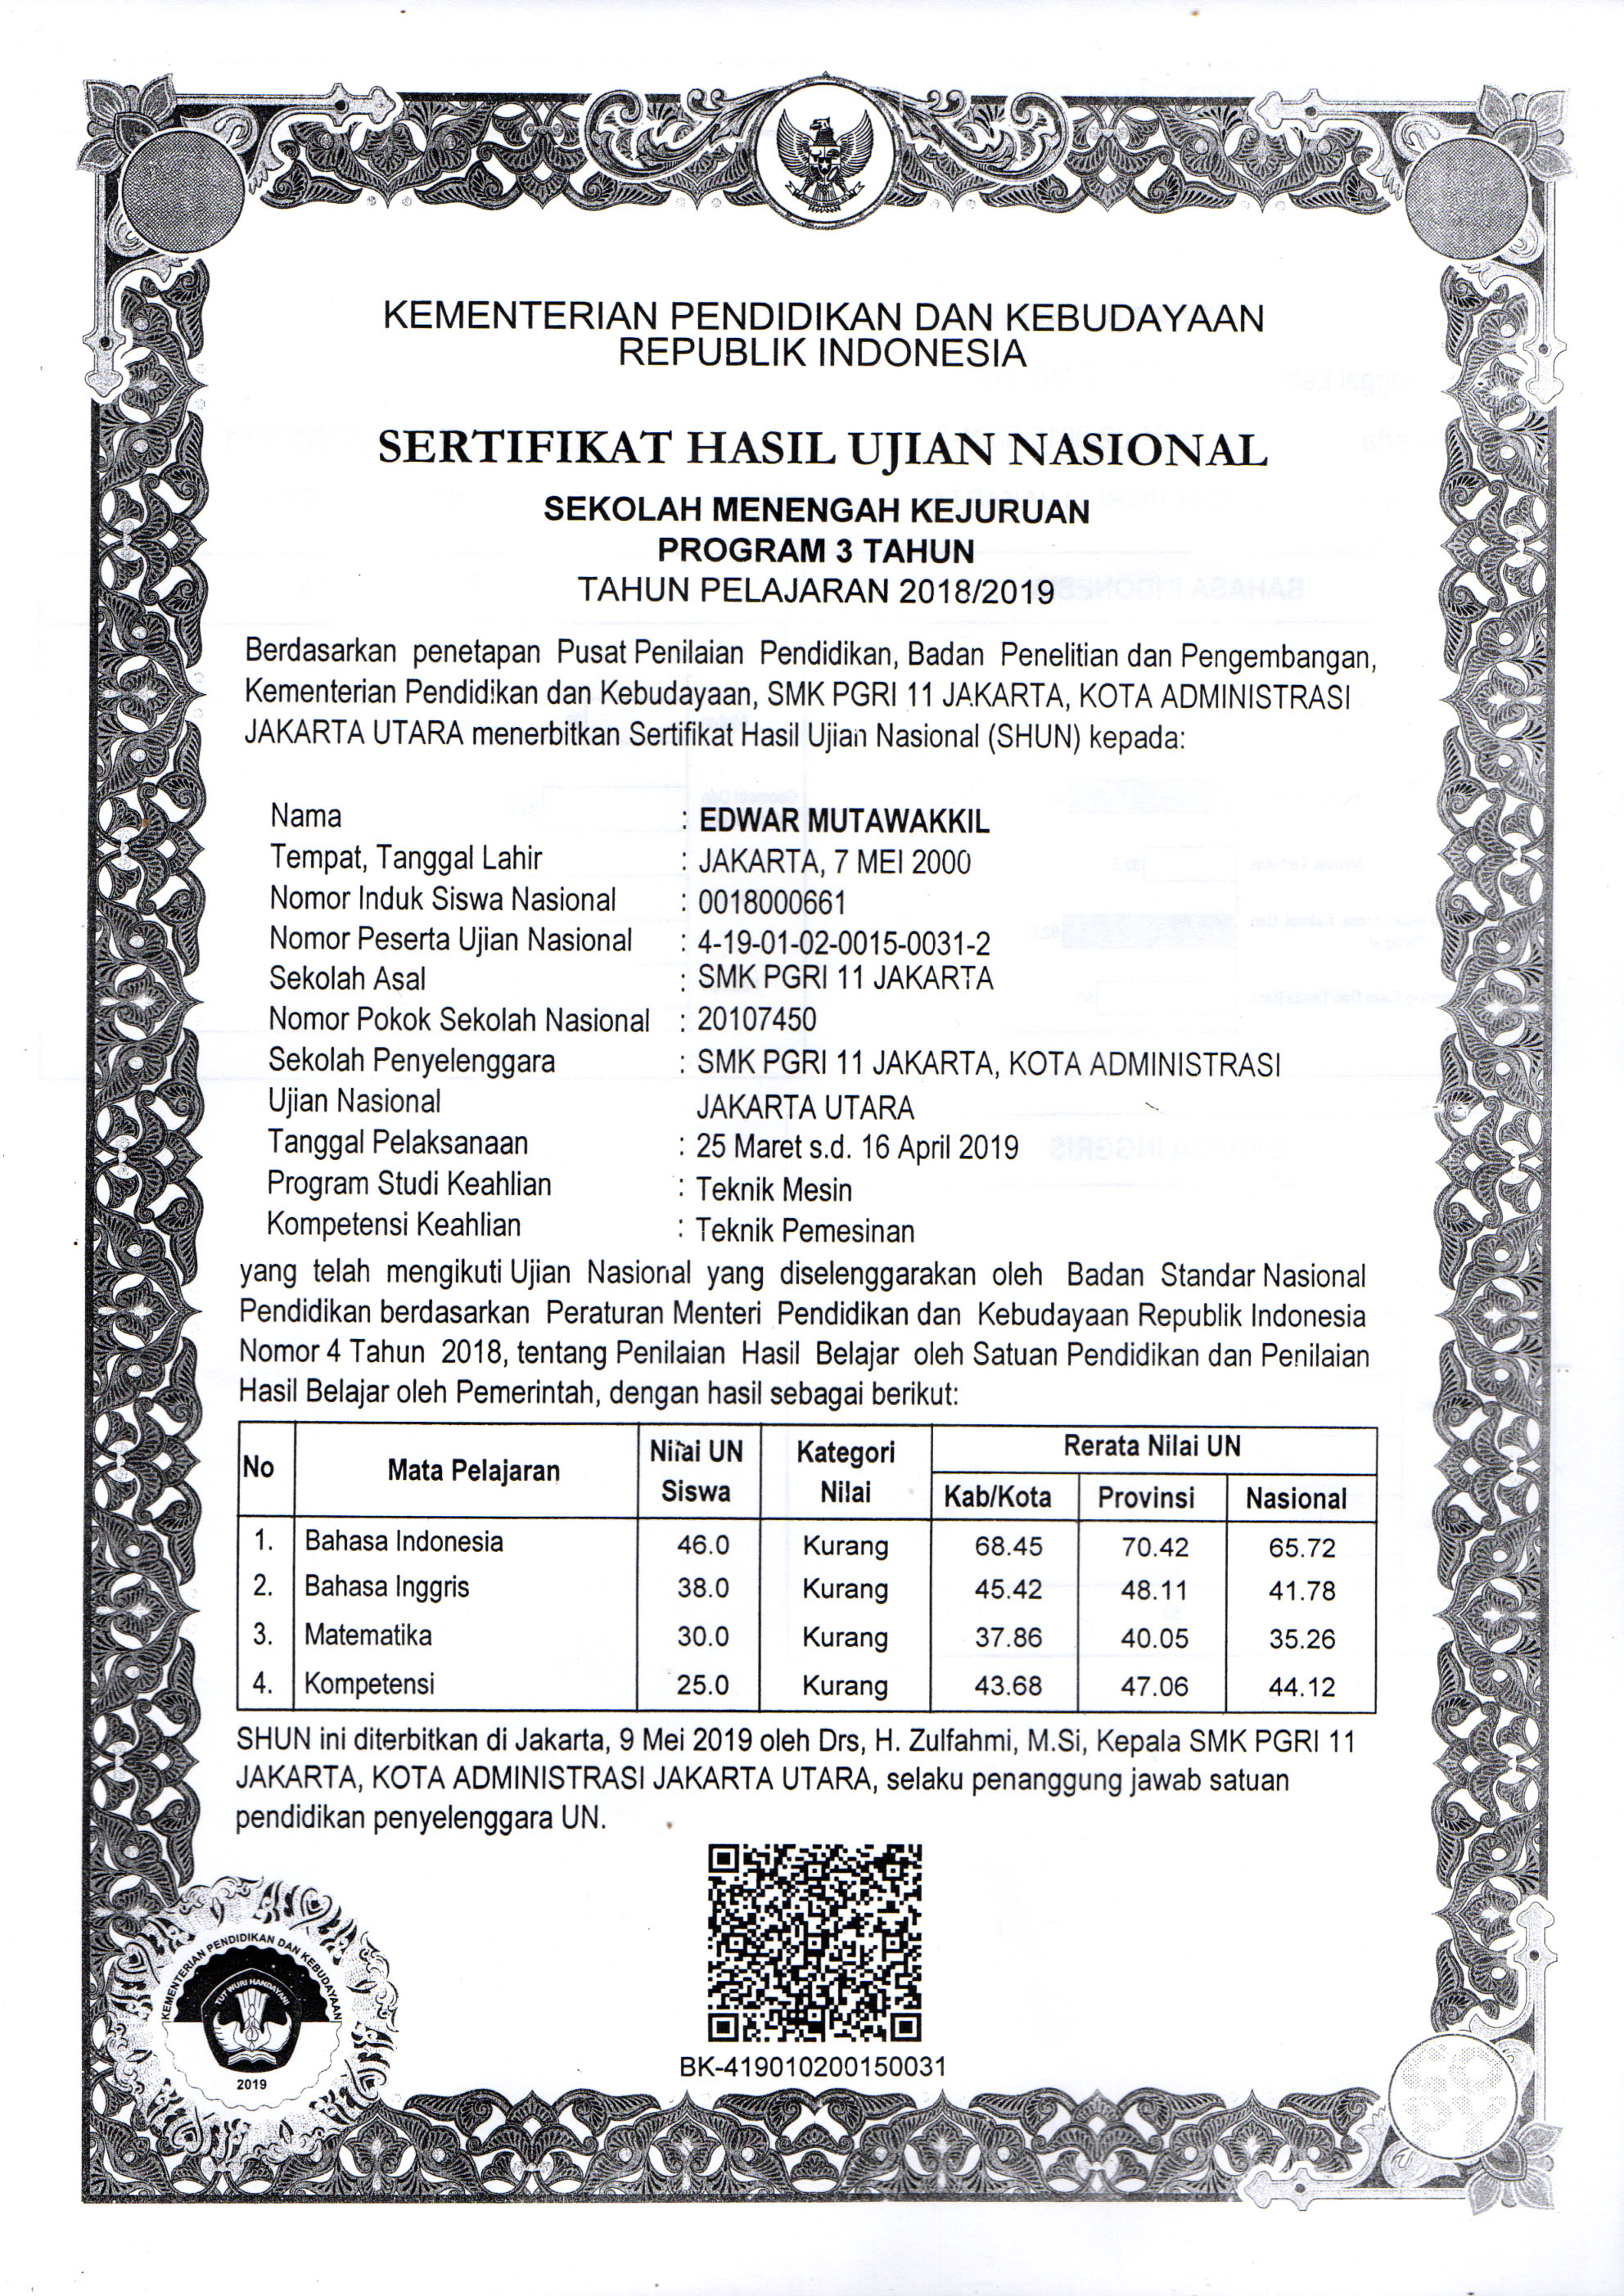 KEMENTERIAN PENDIDIKAN DAN KEBUDAYAAN
REPUBLIK INDONESIA
SERTIFIKAT HASIL UJIAN NASIONAL
SEKOLAH MENENGAH KEJURUAN
PROGRAM 3 TAHUN
TAHUN PELAJARAN 2018/2019
Berdasarkan penetapan Pusat Penilaian Pendidikan, Badan Penelitian dan Pengembangan,
Kementerian Pendidikan dan Kebudayaan, SMK PGRI 11 JAKARTA, KOTA ADMINISTRASI
JAKARTA UTARA menerbitkan Sertifikat Hasil Ujian Nasional (SHUN) kepada:
Nama : EDWAR MUTAWAKKIL
Tempat, Tanggal Lahir : JAKARTA, 7 MEI 2000
Nomor Induk Siswa Nasional : 0018000661
Nomor Peserta Ujian Nasional : 4-19-01-02-0015-0031-2
Sekolah Asal : SMK PGRI 11 JAKARTA
Nomor Pokok Sekolah Nasional : 20107450
Sekolah Penyelenggara : SMK PGRI 11 JAKARTA, KOTA ADMINISTRASI
Ujian Nasional JAKARTA UTARA
Tanggal Pelaksanaan : 25 Maret s.d. 16 April 2019
Program Studi Keahlian : Teknik Mesin
Kompetensi Keahlian : Teknik Pemesinan
yang telah mengikuti Ujian Nasional yang diselenggarakan oleh Badan Standar Nasional
Pendidikan berdasarkan Peraturan Menteri Pendidikan dan Kebudayaan Republik Indonesia
Nomor 4 Tahun 2018, tentang Penilaian Hasil Belajar oleh Satuan Pendidikan dan Penilaian
Hasil Belajar oleh Pemerintah, dengan hasil sebagai berikut:
No Mata Pelajaran Nilai UN Siswa Kategori Nilai Rerata Nilai UN
Kab/Kota Provinsi Nasional
1. Bahasa Indonesia 46.0 Kurang 68.45 70.42 65.72
2. Bahasa Inggris 38.0 Kurang 45.42 48.11 41.78
3. Matematika 30.0 Kurang 37.86 40.05 35.26
4. Kompetensi 25.0 Kurang 43.68 47.06 44.12
SHUN ini diterbitkan di Jakarta, 9 Mei 2019 oleh Drs, H. Zulfahmi, M.Si, Kepala SMK PGRI 11
JAKARTA, KOTA ADMINISTRASI JAKARTA UTARA, selaku penanggung jawab satuan
pendidikan penyelenggara UN.
KEMENTERIAN PENDIDIKAN DAN KEBUDAYAAN
TUT WURI HANDAYANI
2019
BK-419010200150031